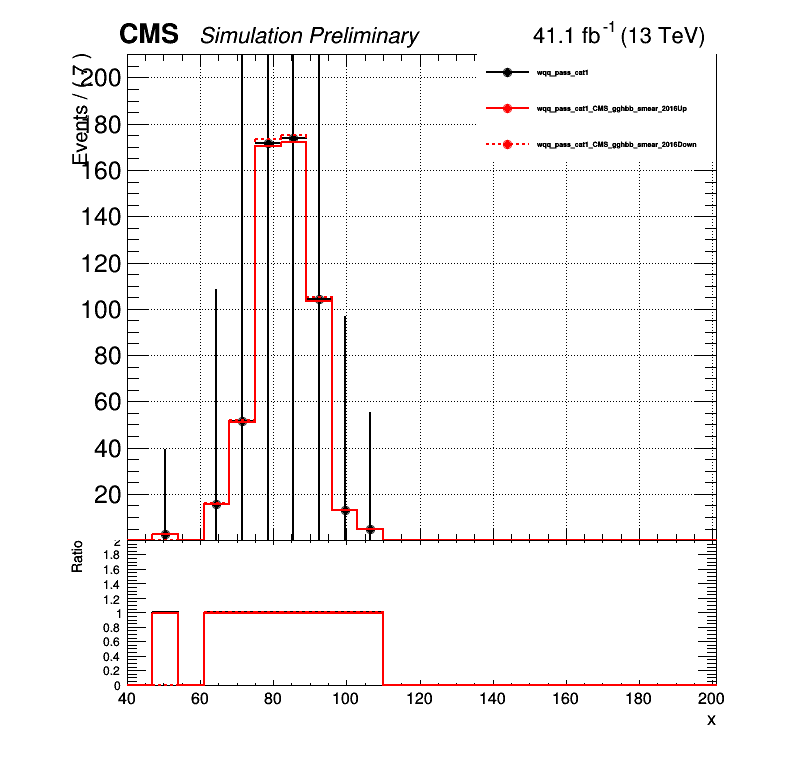 CMS Simulation Preliminary 41.1 fb-1 (13 TeV)
Events / ( 7 )
200
180
160
140
120
100
80
60
40
20
wqq_pass_cat1
wqq_pass_cat1_CMS_gghbb_smear_2016Up
wqq_pass_cat1_CMS_gghbb_smear_2016Down
Ratio
2
1.8
1.6
1.4
1.2
1
0.8
0.6
0.4
0.2
0
40 60 80 100 120 140 160 180 200
x